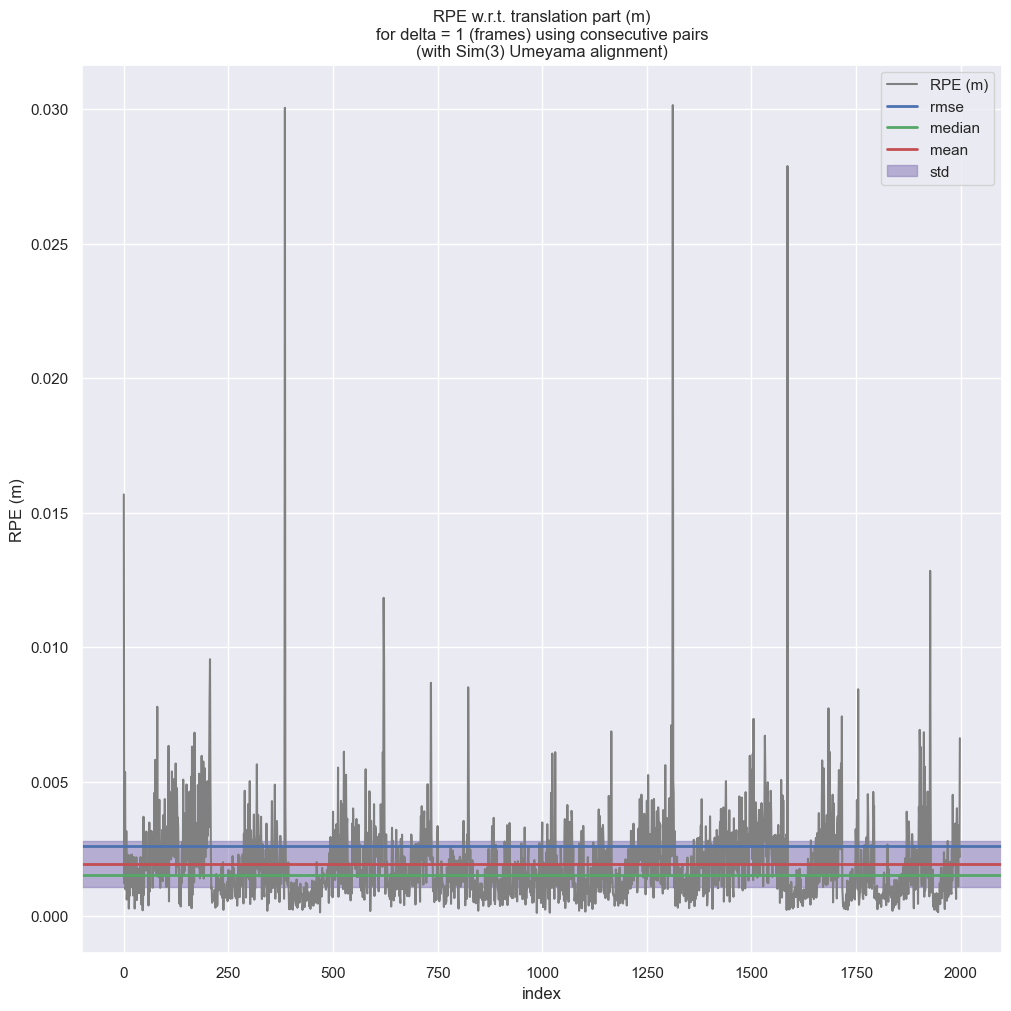 RPE w.r.t. translation part (m)
for delta = 1 (frames) using consecutive pairs
(with Sim(3) Umeyama alignment)
RPE (m)
rmse
median
mean
std
0.030
0.025
0.020
0.015
0.010
0.005
0.000
RPE (m)
0
250
500
750
1000
1250
1500
1750
2000
index